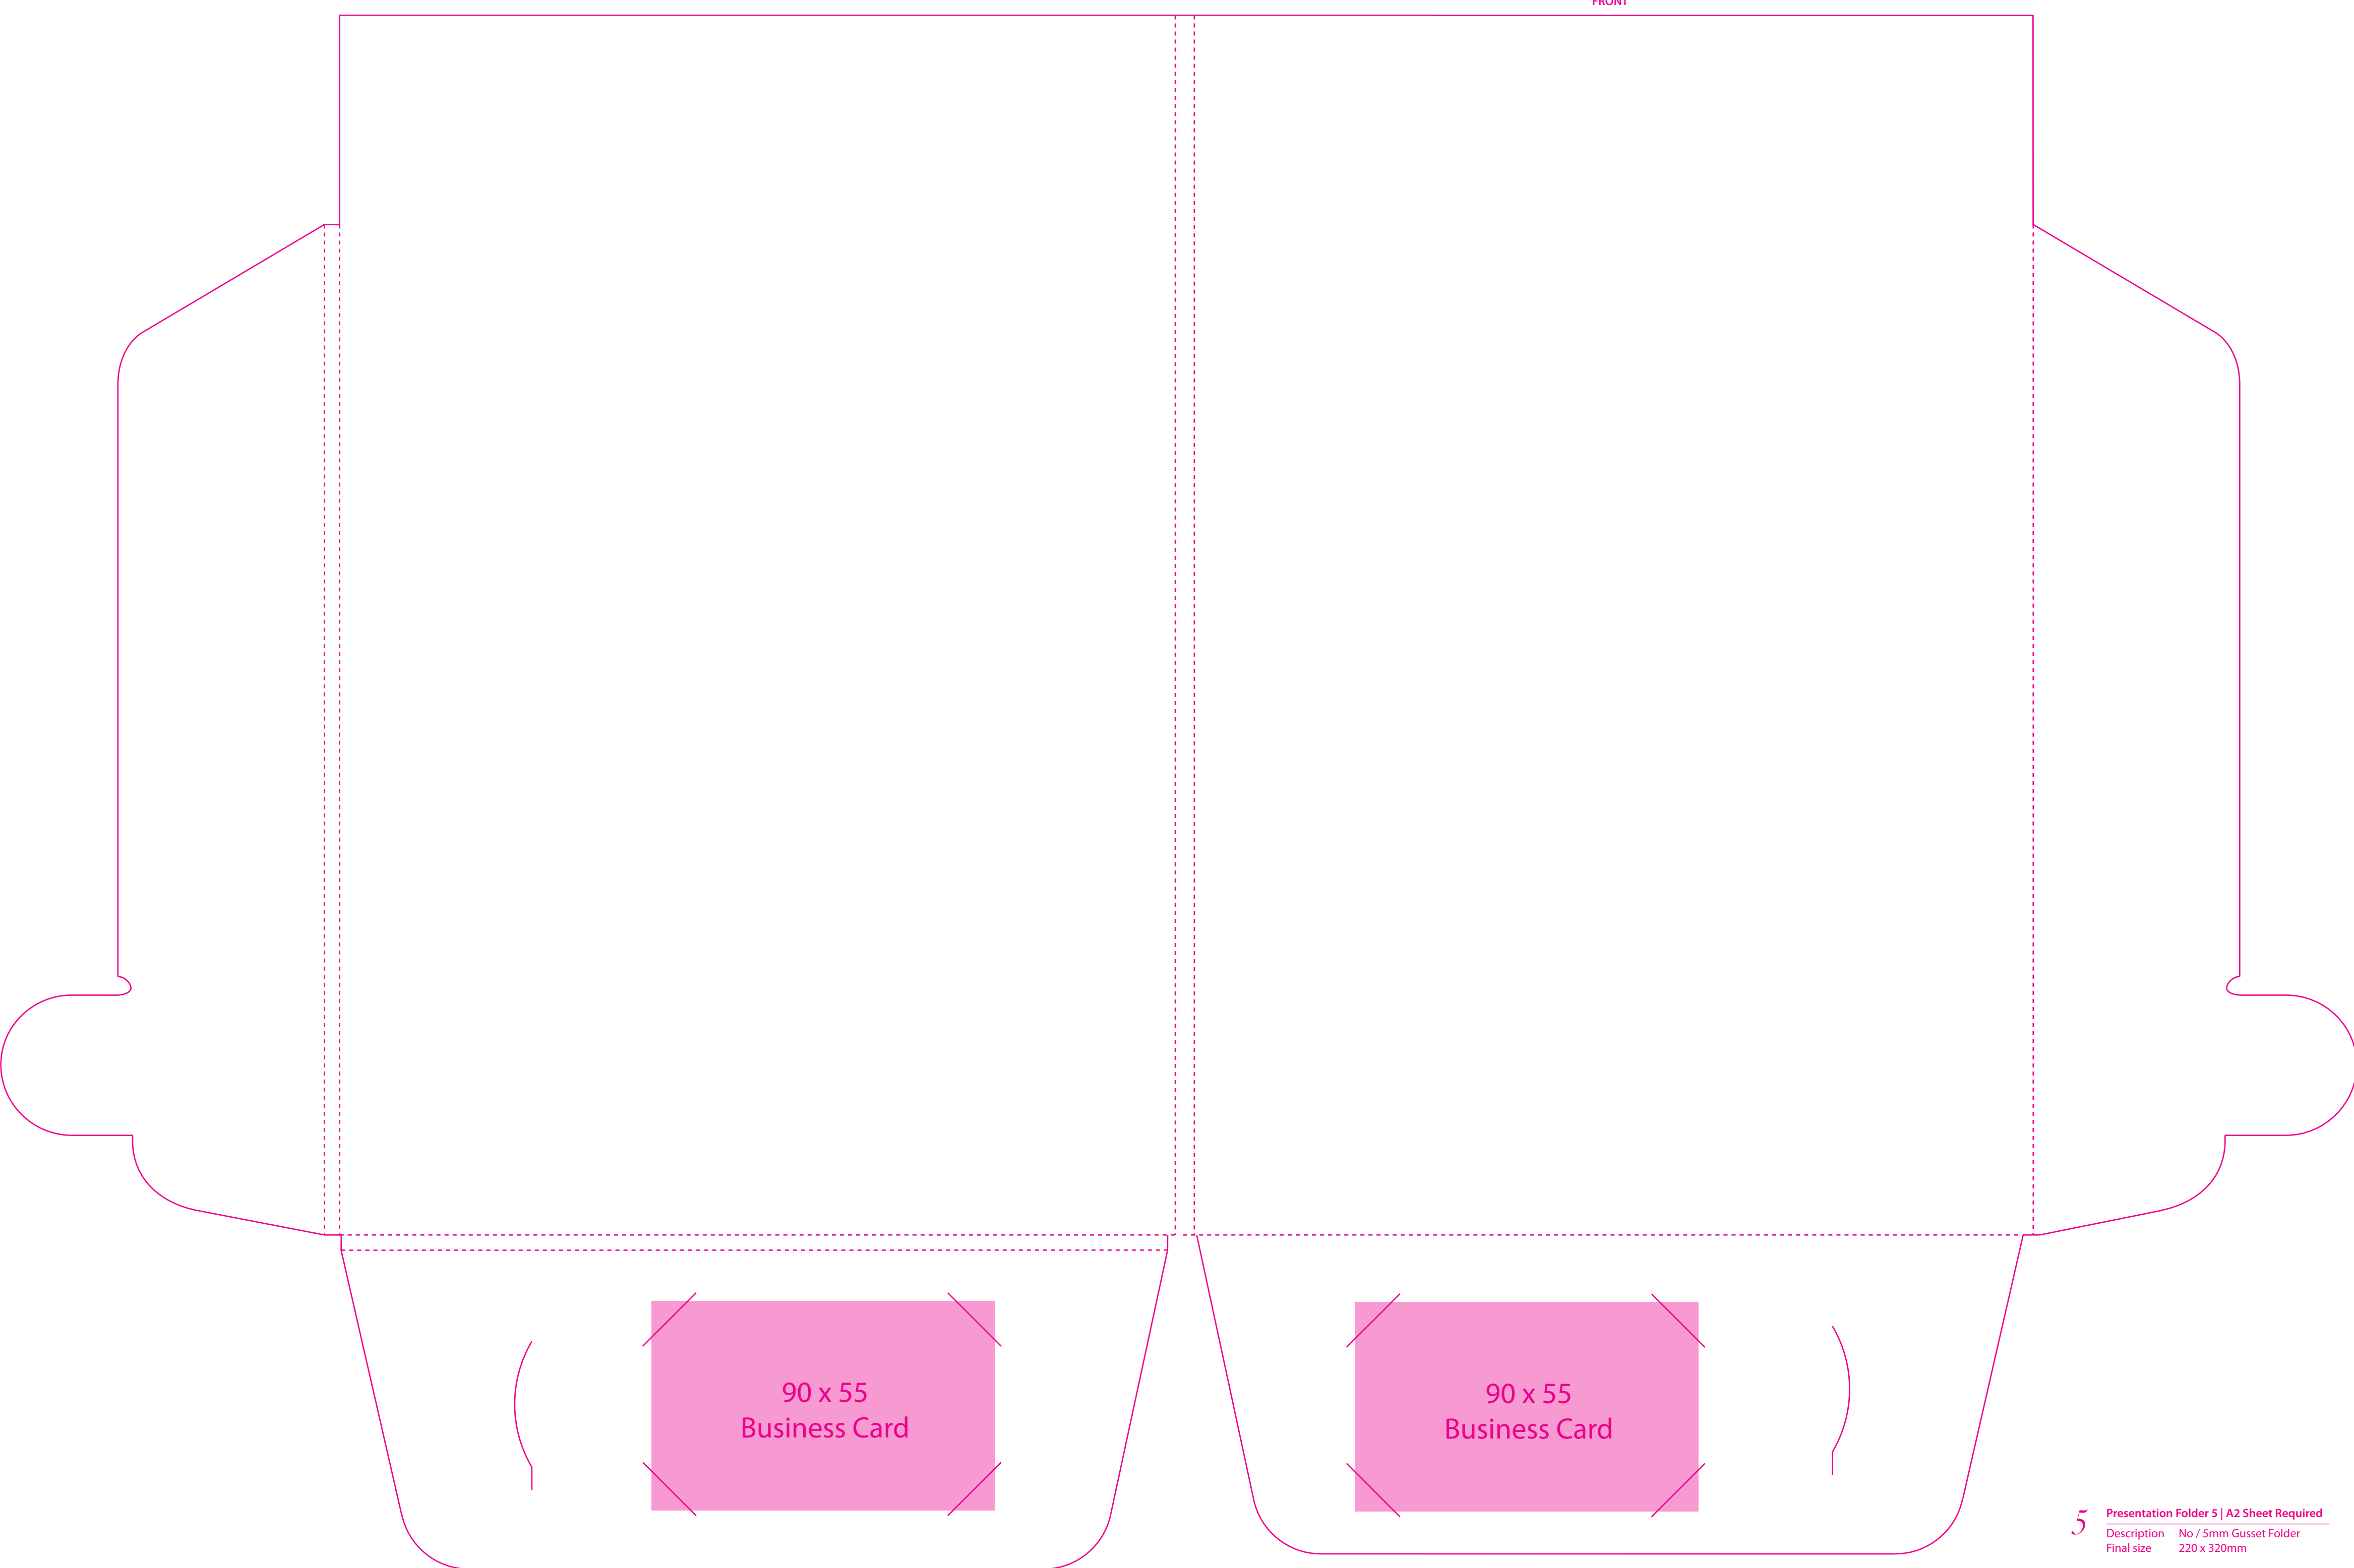 FRONT
90 x 55
Business Card
90 x 55
Business Card
5
Presentation Folder 5 | A2 Sheet Required
Description No / 5mm Gusset Folder
Final size 220 x 320mm